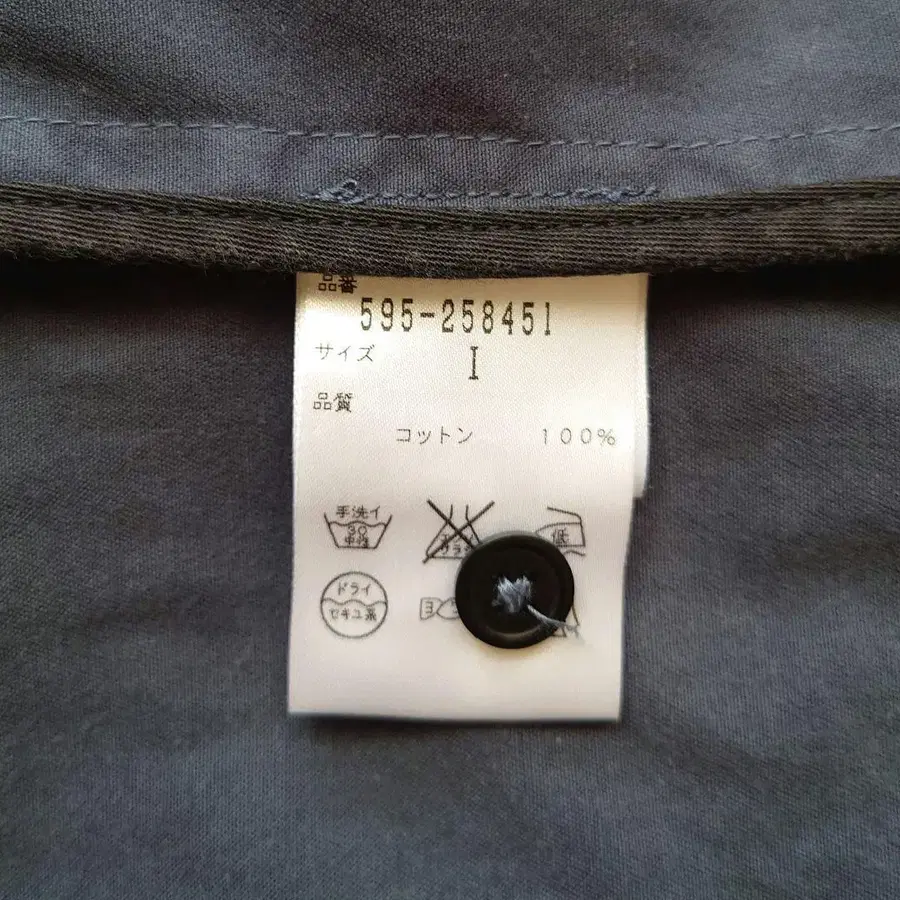 品番
595-258451
サイズ
I
品質
コットン 100%
手洗イ
30
中性
低
ドライ
セキユ系
ヨ